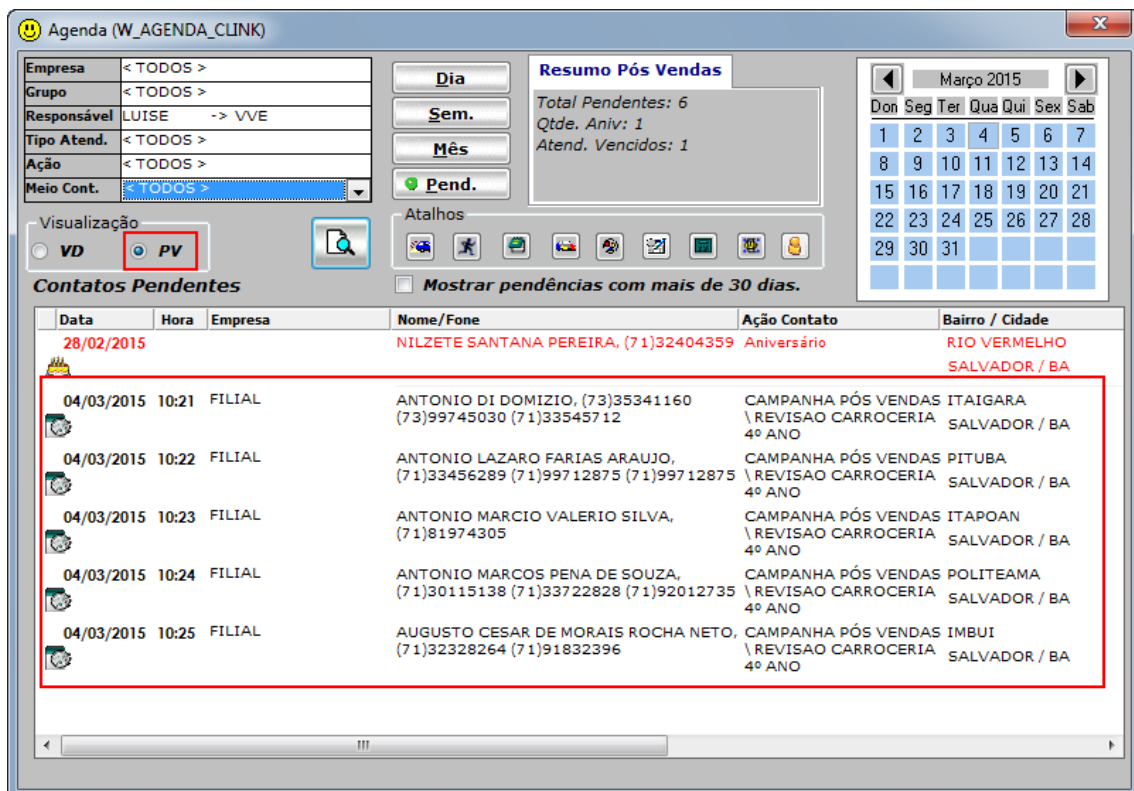 Agenda (W_AGENDA_CLINK)
x
Empresa < TODOS >
Grupo < TODOS >
Responsável LUISE -> VVE
Tipo Atend. < TODOS >
Ação < TODOS >
Meio Cont. < TODOS >
Visualização
VD PV
Dia
Sem.
Mês
Pend.
Resumo Pós Vendas
Total Pendentes: 6
Qtde. Aniv: 1
Atend. Vencidos: 1
Atalhos
Março 2015
Don Seg Ter Qua Qui Sex Sab
1 2 3 4 5 6 7
8 9 10 11 12 13 14
15 16 17 18 19 20 21
22 23 24 25 26 27 28
29 30 31
Contatos Pendentes
Mostrar pendências com mais de 30 dias.
Data Hora Empresa Nome/Fone Ação Contato Bairro / Cidade
28/02/2015 NILZETE SANTANA PEREIRA, (71)32404359 Aniversário RIO VERMELHO
SALVADOR / BA
04/03/2015 10:21 FILIAL ANTONIO DI DOMIZIO, (73)35341160 CAMPANHA PÓS VENDAS ITAIGARA
(73)99745030 (71)33545712 \ REVISAO CARROCERIA SALVADOR / BA
4º ANO
04/03/2015 10:22 FILIAL ANTONIO LAZARO FARIAS ARAUJO, CAMPANHA PÓS VENDAS PITUBA
(71)33456289 (71)99712875 (71)99712875 \ REVISAO CARROCERIA SALVADOR / BA
4º ANO
04/03/2015 10:23 FILIAL ANTONIO MARCIO VALERIO SILVA, CAMPANHA PÓS VENDAS ITAPOAN
(71)81974305 \ REVISAO CARROCERIA SALVADOR / BA
4º ANO
04/03/2015 10:24 FILIAL ANTONIO MARCOS PENA DE SOUZA, CAMPANHA PÓS VENDAS POLITEAMA
(71)30115138 (71)33722828 (71)92012735 \ REVISAO CARROCERIA SALVADOR / BA
4º ANO
04/03/2015 10:25 FILIAL AUGUSTO CESAR DE MORAIS ROCHA NETO, CAMPANHA PÓS VENDAS IMBUI
(71)32328264 (71)91832396 \ REVISAO CARROCERIA SALVADOR / BA
4º ANO